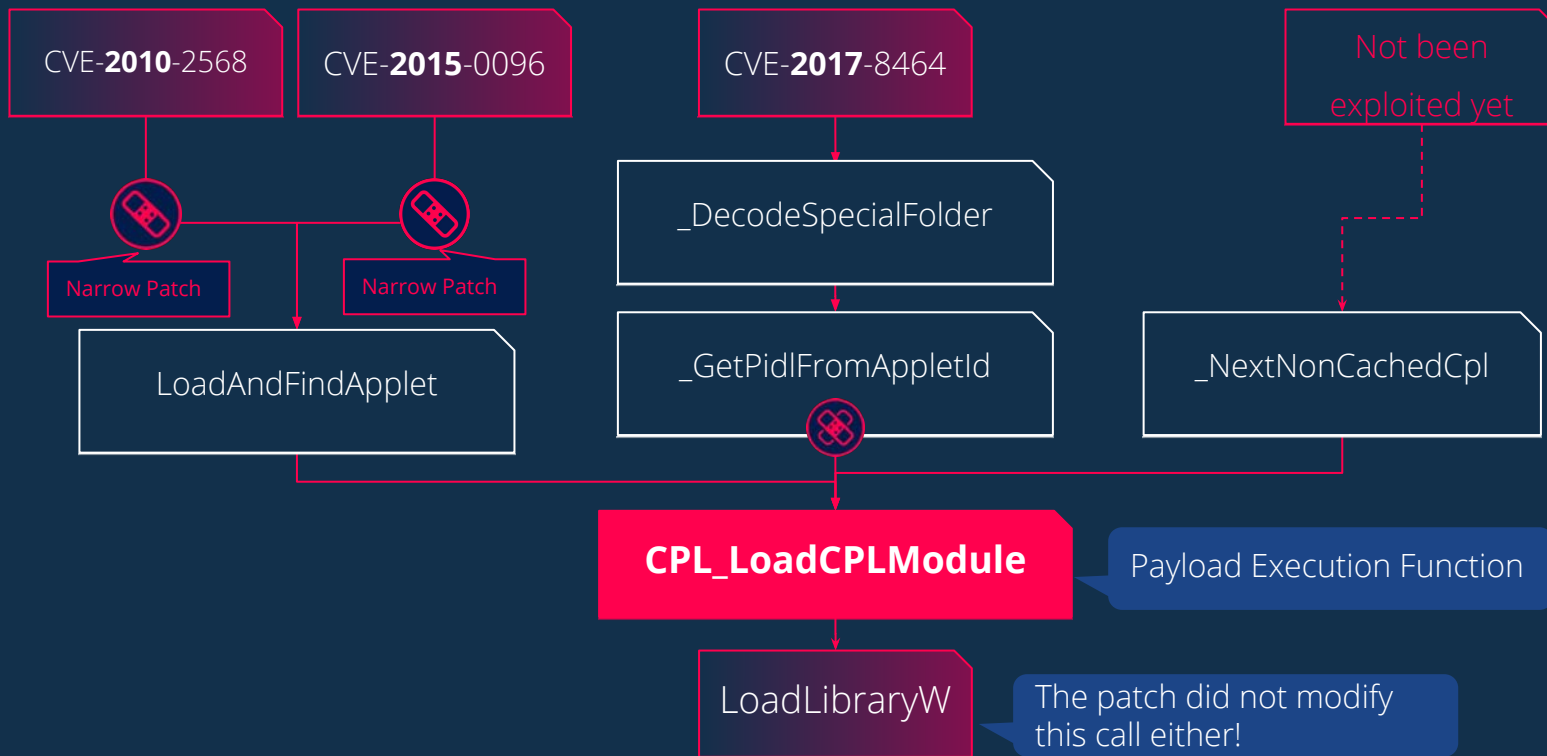 CVE-2010-2568
CVE-2015-0096
CVE-2017-8464
Not been
exploited yet
_DecodeSpecialFolder
Narrow Patch
Narrow Patch
LoadAndFindApplet
_GetPidlFromAppletId
_NextNonCachedCpl
CPL_LoadCPLModule
Payload Execution Function
LoadLibraryW
The patch did not modify
this call either!